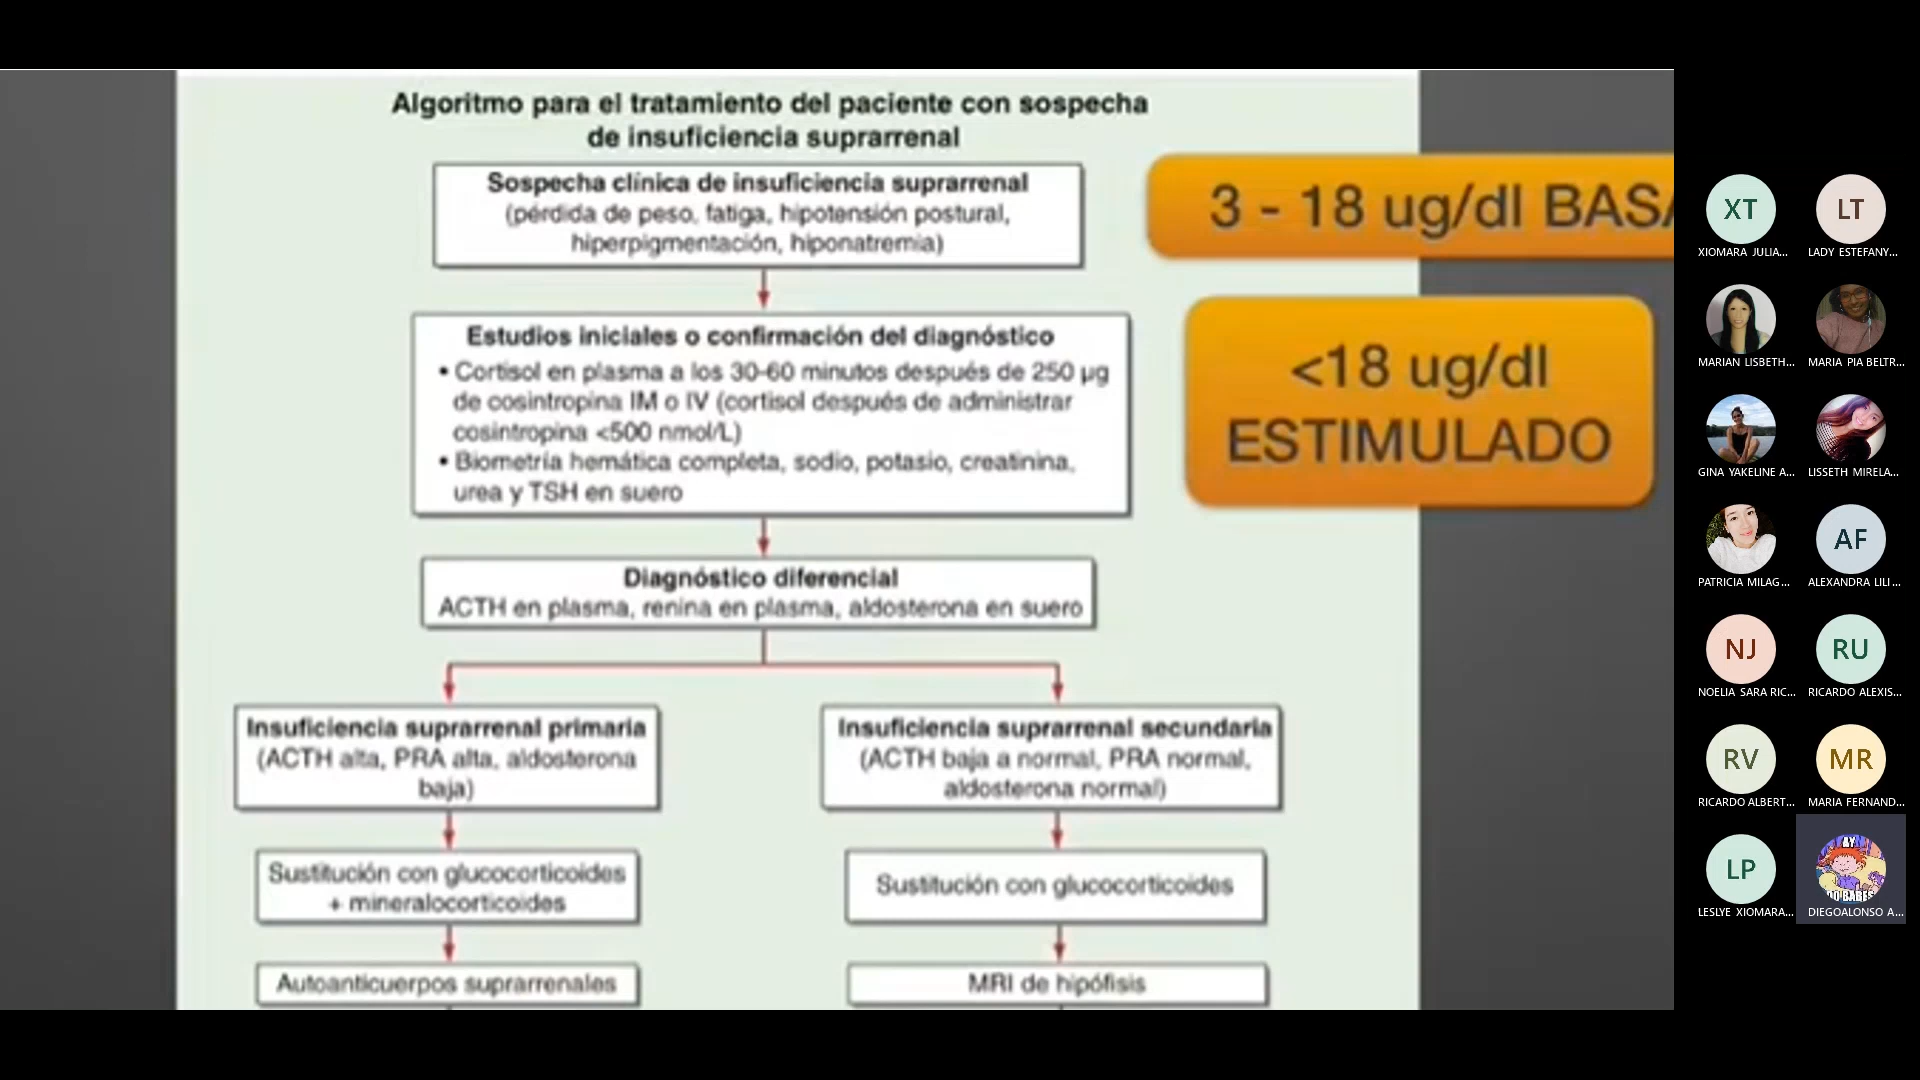 Algoritmo para el tratamiento del paciente con sospecha
de insuficiencia suprarrenal
Sospecha clínica de insuficiencia suprarrenal
(pérdida de peso, fatiga, hipotensión postural,
hiperpigmentación, hiponatremia)
3 - 18 ug/dl BASA
Estudios iniciales o confirmación del diagnóstico
• Cortisol en plasma a los 30-60 minutos después de 250 µg
de cosintropina IM o IV (cortisol después de administrar
cosintropina <500 nmol/L)
• Biometría hemática completa, sodio, potasio, creatinina,
urea y TSH en suero
<18 ug/dl
ESTIMULADO
Diagnóstico diferencial
ACTH en plasma, renina en plasma, aldosterona en suero
Insuficiencia suprarrenal primaria
(ACTH alta, PRA alta, aldosterona
baja)
Sustitución con glucocorticoides
+ mineralocorticoides
Autoanticuerpos suprarrenales
Insuficiencia suprarrenal secundaria
(ACTH baja a normal, PRA normal,
aldosterona normal)
Sustitución con glucocorticoides
MRI de hipófisis
XT
XIOMARA JULIA...
LT
LADY ESTEFANY...
MARIAN LISBETH...
MARIA PIA BELTR...
GINA YAKELINE A...
LISSETH MIRELA...
PATRICIA MILAG...
AF
ALEXANDRA LILI...
NJ
NOELIA SARA RIC...
RU
RICARDO ALEXIS...
RV
RICARDO ALBERT...
MR
MARIA FERNAND...
LP
LESLYE XIOMARA...
AY
DIEGOALONSO A...